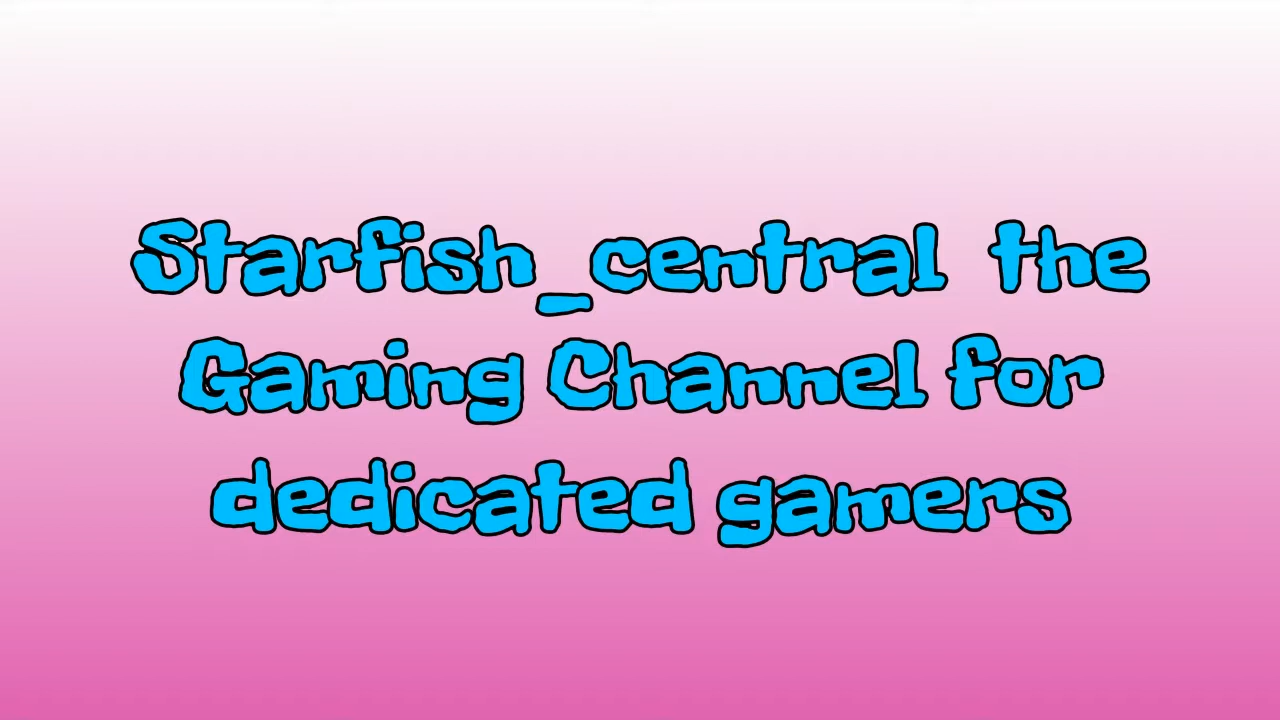 Starfish_central  the
Gaming Channel for
dedicated gamers